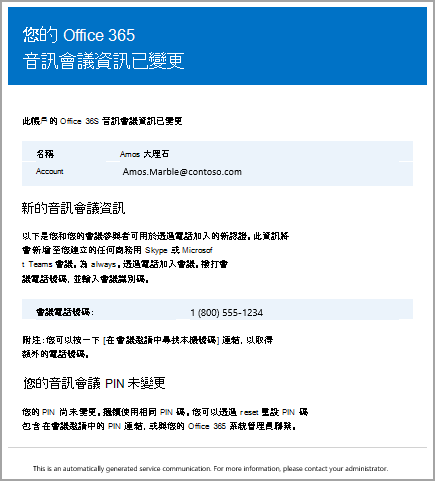 您的 Office 365
音訊會議資訊已變更
此帳戶的 Office 36S 音訊會議資訊已變更
名稱 Amos 大理石
Account Amos.Marble@contoso.com
新的音訊會議資訊
以下是您和您的會議參與者可用於透過電話加入的新認證。此資訊將
會新增至您建立的任何商務用 Skype 或 Microsof
t Teams 會議。為 always。透過電話加入會議。撥打會
議電話號碼，並輸入會議識別碼。
會議電話號碼： 1 (800) 555-1234
附注：您可以按一下 [在會議邀請中尋找本機號碼] 連結，以取得
額外的電話號碼。
您的音訊會議 PIN 未變更
您的 PIN 尚未變更。繼續使用相同 PIN 碼。您可以透過 reset 重設 PIN 碼
包含在會議邀請中的 PIN 連結，或與您的 Office 365 系統管理員聯繫。
This is an automatically generated service communication. For more information, please contact your administrator.